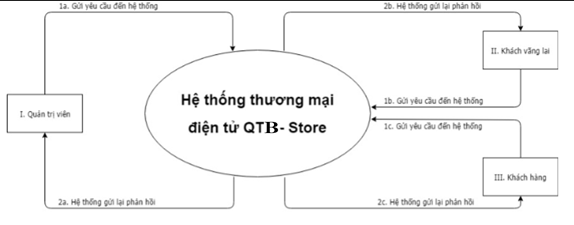 1a. Gửi yêu cầu đến hệ thống
2b. Hệ thống gửi lại phản hồi
II. Khách vãng lai
Hệ thống thương mại
điện tử QTB- Store
1b. Gửi yêu cầu đến hệ thống
I. Quản trị viên
1c. Gửi yêu cầu đến hệ thống
III. Khách hàng
2a. Hệ thống gửi lại phản hồi
2c. Hệ thống gửi lại phản hồi